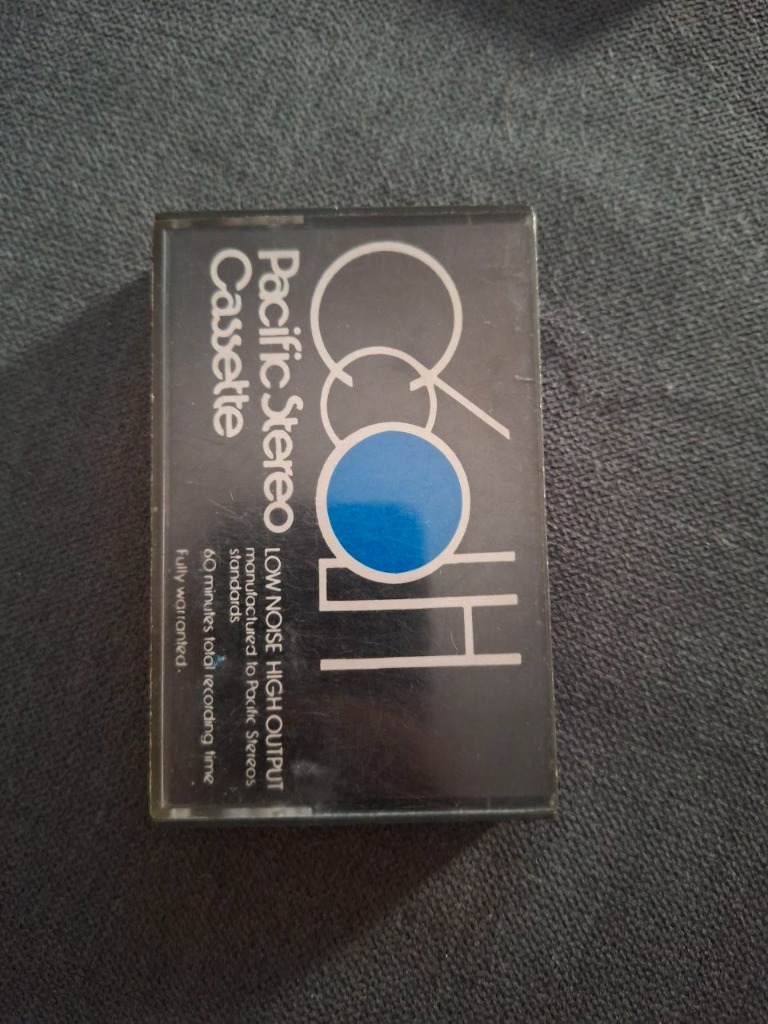 C60LH
Pacific Stereo
Cassette
LOW NOISE HIGH OUTPUT
manufactured to Pacific Stereos
standards.
60 minutes total recording time
Fully warranted.